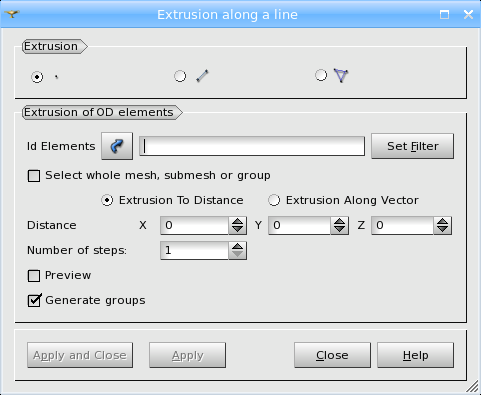 Extrusion along a line
Extrusion
Extrusion of 0D elements
Id Elements Set Filter
Select whole mesh, submesh or group
Extrusion To Distance Extrusion Along Vector
Distance X 0 Y 0 Z 0
Number of steps: 1
Preview
Generate groups
Apply and Close Apply Close Help